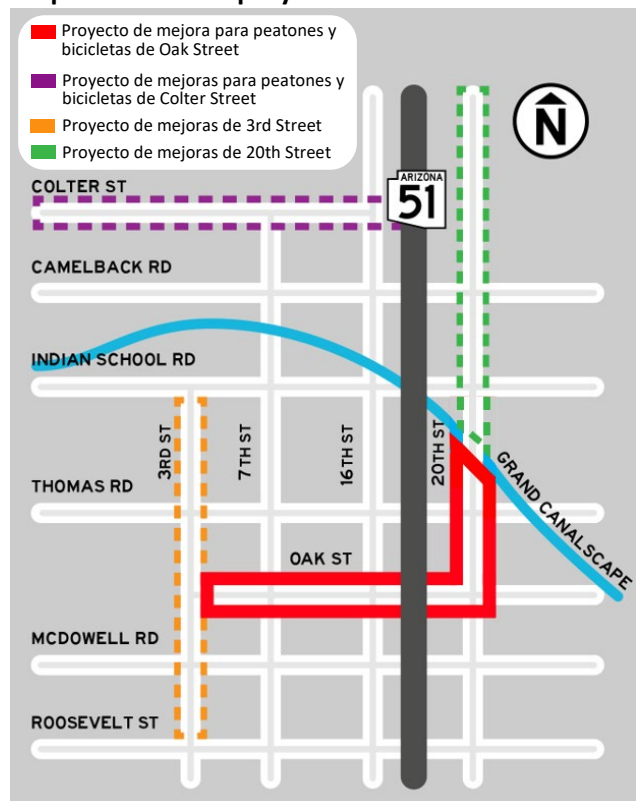 Proyecto de mejora para peatones y
bicicletas de Oak Street
Proyecto de mejoras para peatones y
bicicletas de Colter Street
Proyecto de mejoras de 3rd Street
Proyecto de mejoras de 20th Street
N
ARIZONA
51
COLTER ST
CAMELBACK RD
INDIAN SCHOOL RD
3RD ST
7TH ST
16TH ST
20TH ST
GRAND CANALSCAPE
THOMAS RD
OAK ST
MCDOWELL RD
ROOSEVELT ST